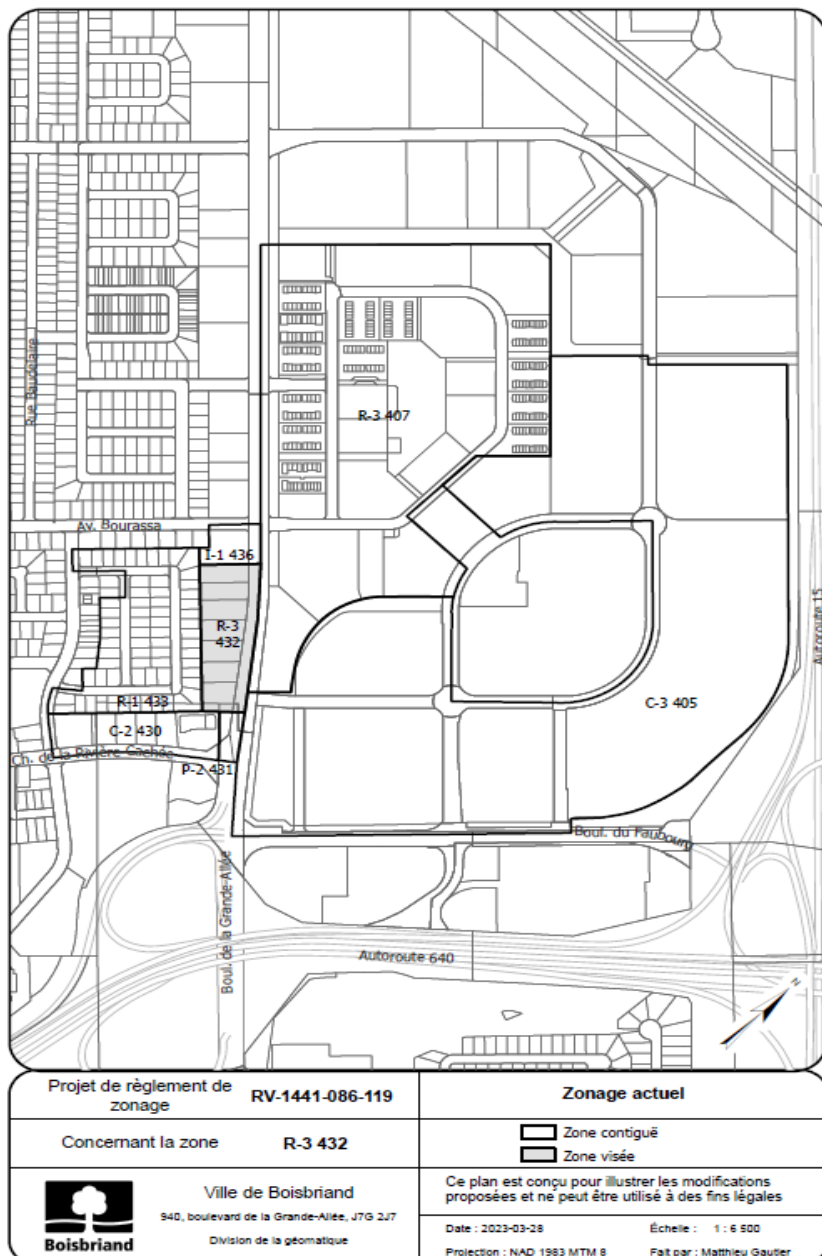 Rue Baudelaire
R-3 407
Av. Bourassa
I-1 436
R-3
432
Autoroute 15
R-1 433
C-3 405
C-2 430
Ch. de la Rivière-Cachée
P-2 431
Boul. du Faubourg
Boul. de la Grande-Allée
Autoroute 640
N
Projet de règlement de
zonage
RV-1441-086-119
Zonage actuel
Concernant la zone
R-3 432
Zone contiguë
Zone visée
Boisbriand
Ville de Boisbriand
940, boulevard de la Grande-Allée, J7G 2J7
Division de la géomatique
Ce plan est conçu pour illustrer les modifications
proposées et ne peut être utilisé à des fins légales
Date : 2023-03-28
Échelle : 1 : 6 500
Projection : NAD 1983 MTM 8
Fait par : Matthieu Gautier